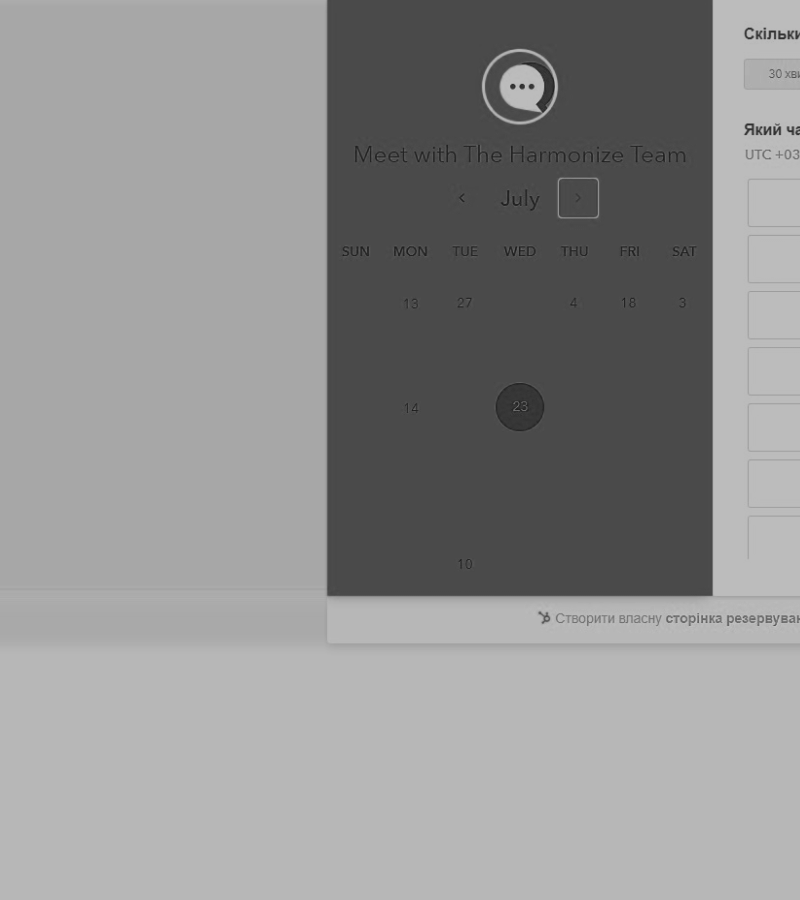 Meet with The Harmonize Team
July
SUN MON TUE WED THU FRI SAT
13 27 4 18 3
14 23
10
Скільки
30 хви
Який ча
UTC +03
Створити власну сторінка резервуван